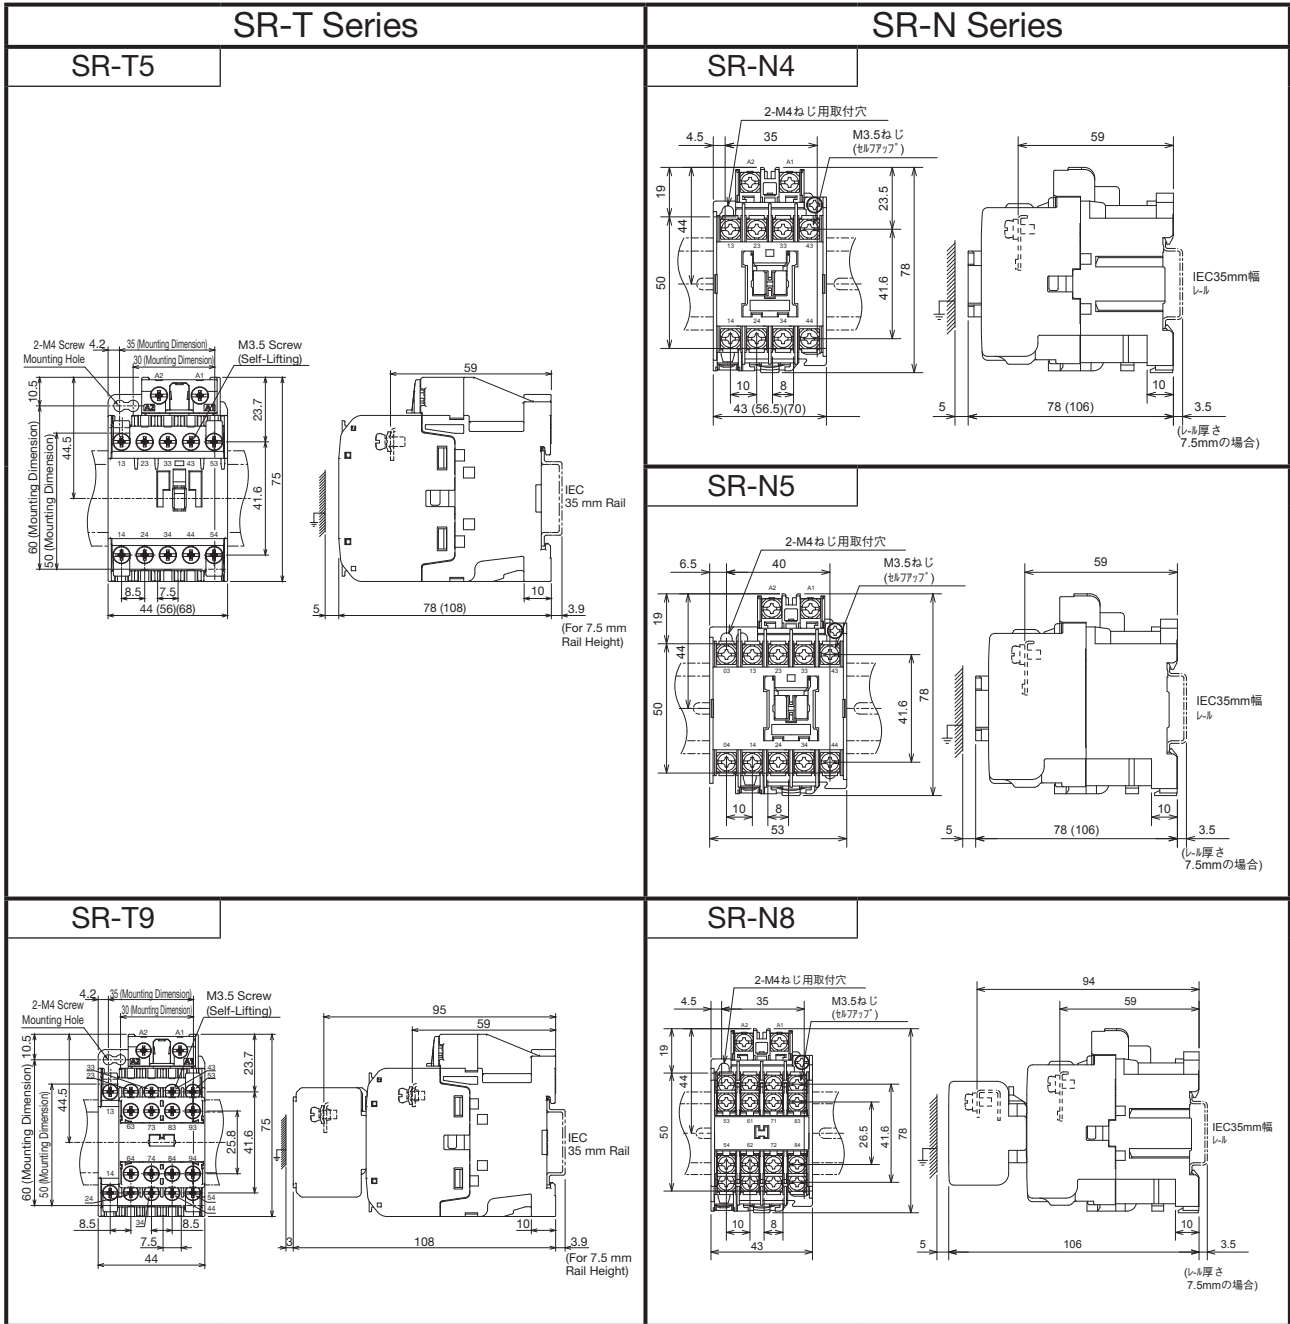 SR-T Series
SR-N Series
SR-T5
2-M4 Screw
Mounting Hole
4.2
35 (Mounting Dimension)
30 (Mounting Dimension)
M3.5 Screw
(Self-Lifting)
A2
A1
A2
A1
10.5
60 (Mounting Dimension)
50 (Mounting Dimension)
44.5
13
23
33
43
53
14
24
34
44
54
23.7
41.6
75
8.5
7.5
44 (56)(68)
59
IEC
35 mm Rail
10
5
78 (108)
3.9
(For 7.5 mm
Rail Height)
SR-N4
2-M4ねじ用取付穴
4.5
35
M3.5ねじ
(ｾﾙﾌｱｯﾌﾟ)
A2
A1
19
44
50
13
23
33
43
14
24
34
44
23.5
41.6
78
10
8
43 (56.5)(70)
59
IEC35mm幅
ﾚｰﾙ
10
5
78 (106)
3.5
(ﾚｰﾙ厚さ
7.5mmの場合)
SR-N5
2-M4ねじ用取付穴
6.5
40
M3.5ねじ
(ｾﾙﾌｱｯﾌﾟ)
A2
A1
19
44
50
03
13
23
33
43
04
14
24
34
44
41.6
78
10
8
53
59
IEC35mm幅
ﾚｰﾙ
10
5
78 (106)
3.5
(ﾚｰﾙ厚さ
7.5mmの場合)
SR-T9
2-M4 Screw
Mounting Hole
4.2
35 (Mounting Dimension)
30 (Mounting Dimension)
M3.5 Screw
(Self-Lifting)
A2
A1
A2
A1
10.5
60 (Mounting Dimension)
50 (Mounting Dimension)
44.5
33
23
43
53
13
63
73
83
93
64
74
84
94
14
24
34
54
44
23.7
25.8
41.6
75
8.5
8.5
7.5
44
95
59
IEC
35 mm Rail
10
3
108
3.9
(For 7.5 mm
Rail Height)
SR-N8
2-M4ねじ用取付穴
4.5
35
M3.5ねじ
(ｾﾙﾌｱｯﾌﾟ)
A2
A1
19
44
50
53
61
71
83
54
62
72
84
26.5
41.6
78
10
8
43
94
59
IEC35mm幅
ﾚｰﾙ
10
5
106
3.5
(ﾚｰﾙ厚さ
7.5mmの場合)